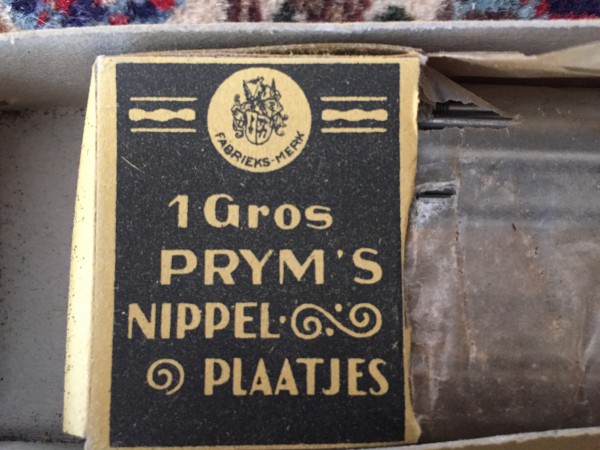 FABRIEKS-MERK
1 Gros
PRYM'S
NIPPEL-
PLAATJES